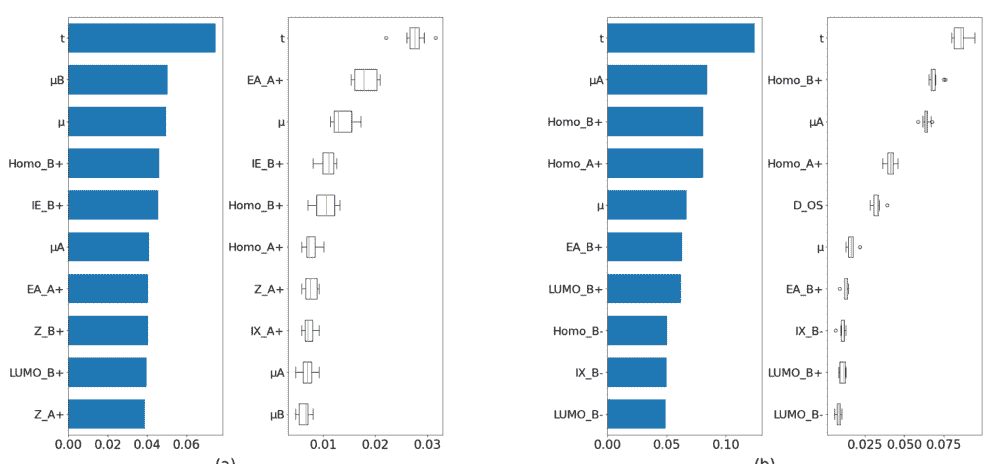 t
µB
µ
Homo_B+
IE_B+
µA
EA_A+
Z_B+
LUMO_B+
Z_A+
0.00 0.02 0.04 0.06
t
EA_A+
µ
IE_B+
Homo_B+
Homo_A+
Z_A+
IX_A+
µA
µB
0.01 0.02 0.03
(a)
t
µA
Homo_B+
Homo_A+
µ
EA_B+
LUMO_B+
Homo_B-
IX_B-
LUMO_B-
0.00 0.05 0.10
t
Homo_B+
µA
Homo_A+
D_OS
µ
EA_B+
IX_B-
LUMO_B+
LUMO_B-
0.025 0.050 0.075
(b)